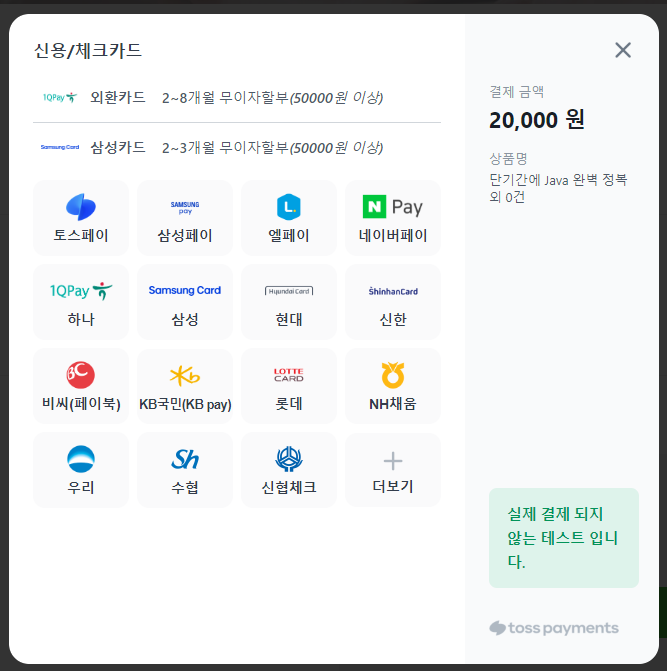 신용/체크카드
1QPay 외환카드 2~8개월 무이자할부(50000원 이상)
Samsung Card 삼성카드 2~3개월 무이자할부(50000원 이상)
토스페이
SAMSUNG pay 삼성페이
L. 엘페이
N Pay 네이버페이
1QPay 하나
Samsung Card 삼성
Hyundai Card 현대
ShinhanCard 신한
BC 비씨(페이북)
Kb KB국민(KB pay)
LOTTE CARD 롯데
NH채움
우리
Sh 수협
신협체크
더보기
결제 금액
20,000 원
상품명
단기간에 Java 완벽 정복
외 0건
실제 결제 되지
않는 테스트 입니
다.
toss payments